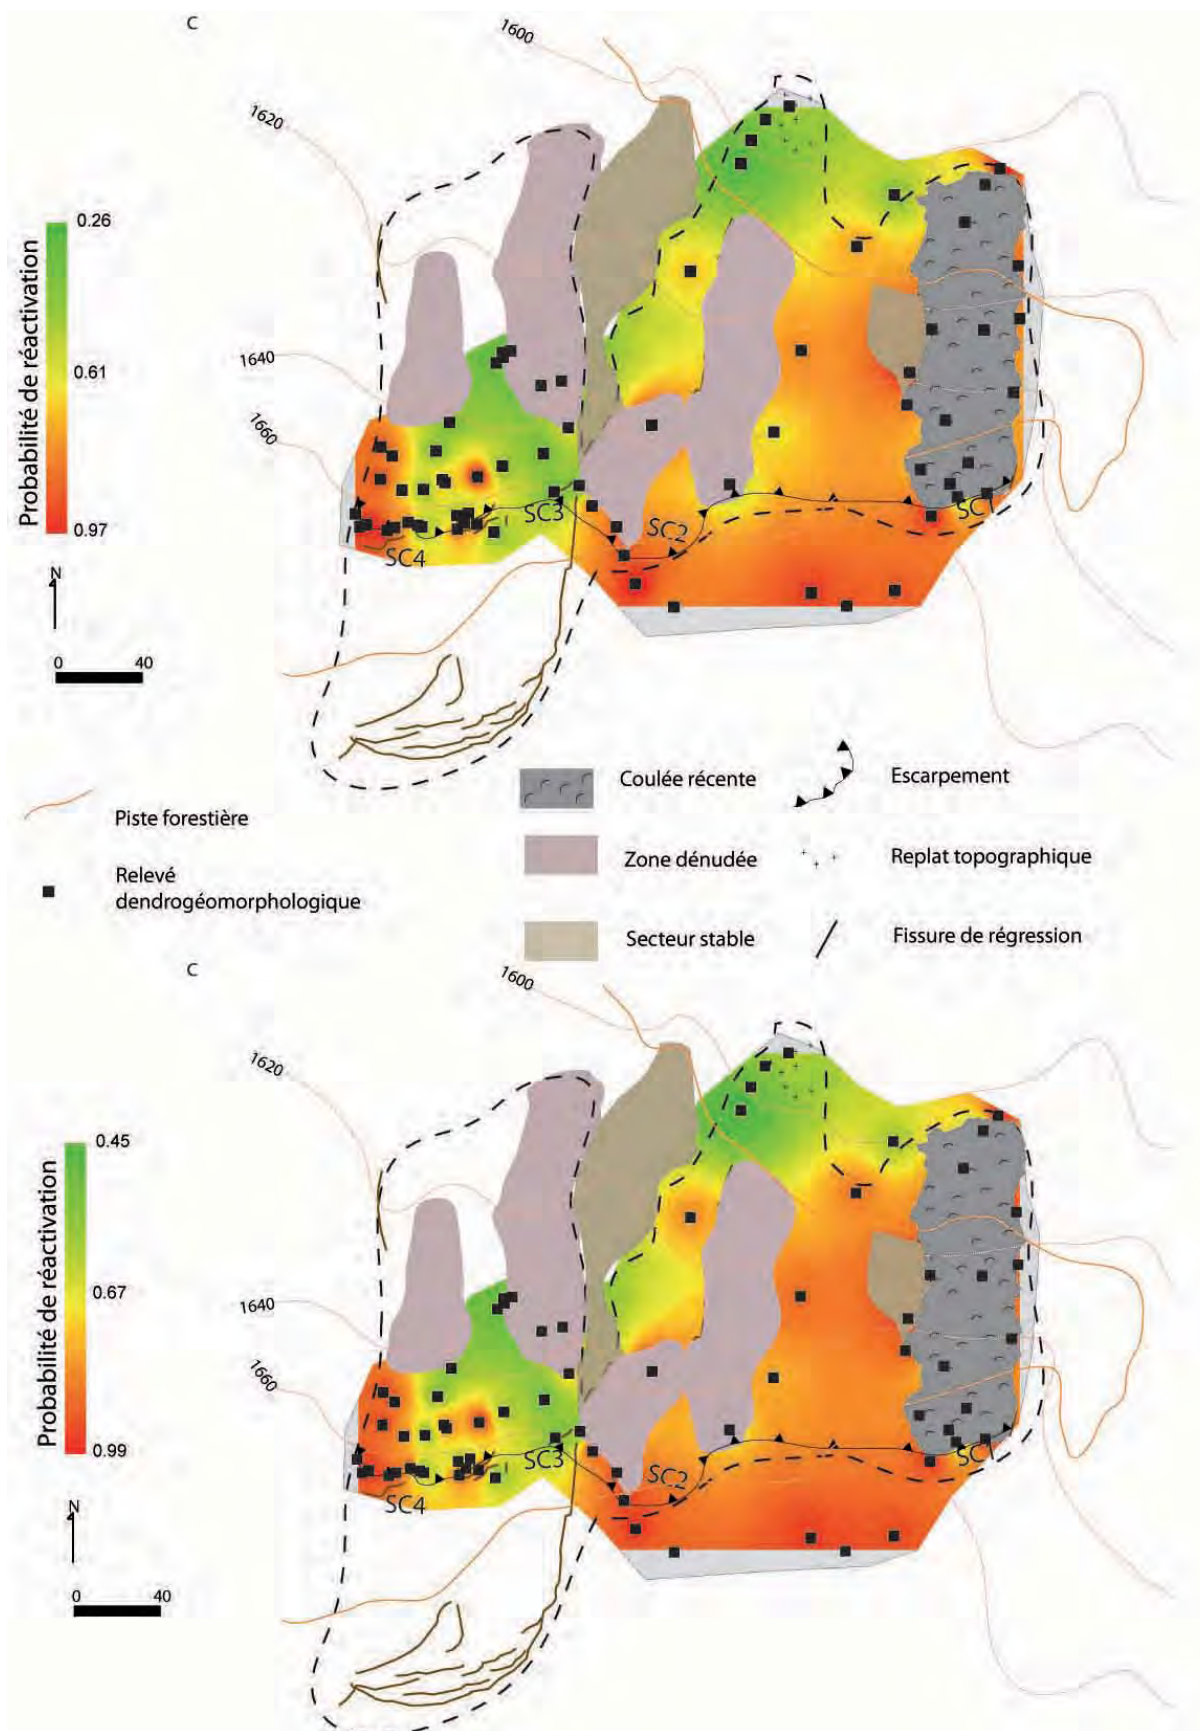 C
1600
1620
0.26
Probabilité de réactivation
0.61
1640
1660
0.97
SC3
SC2
SC1
SC4
N
0 40
Coulée récente
Escarpement
Piste forestière
Zone dénudée
Replat topographique
Relevé
dendrogéomorphologique
Secteur stable
Fissure de régression
C
1600
1620
0.45
Probabilité de réactivation
0.67
1640
1660
0.99
SC3
SC2
SC1
SC4
N
0 40